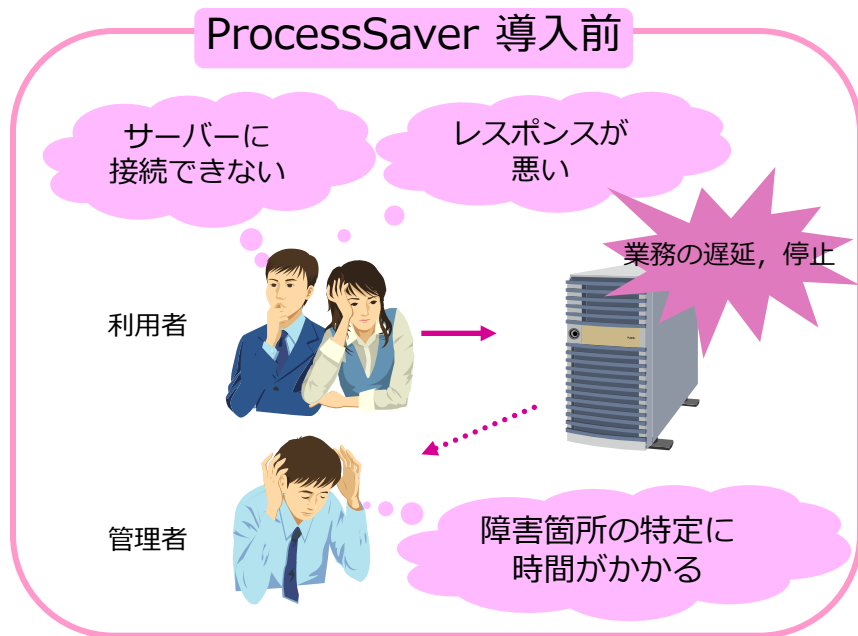 ProcessSaver 導入前
サーバーに
接続できない
レスポンスが
悪い
業務の遅延，停止
利用者
管理者
障害箇所の特定に
時間がかかる